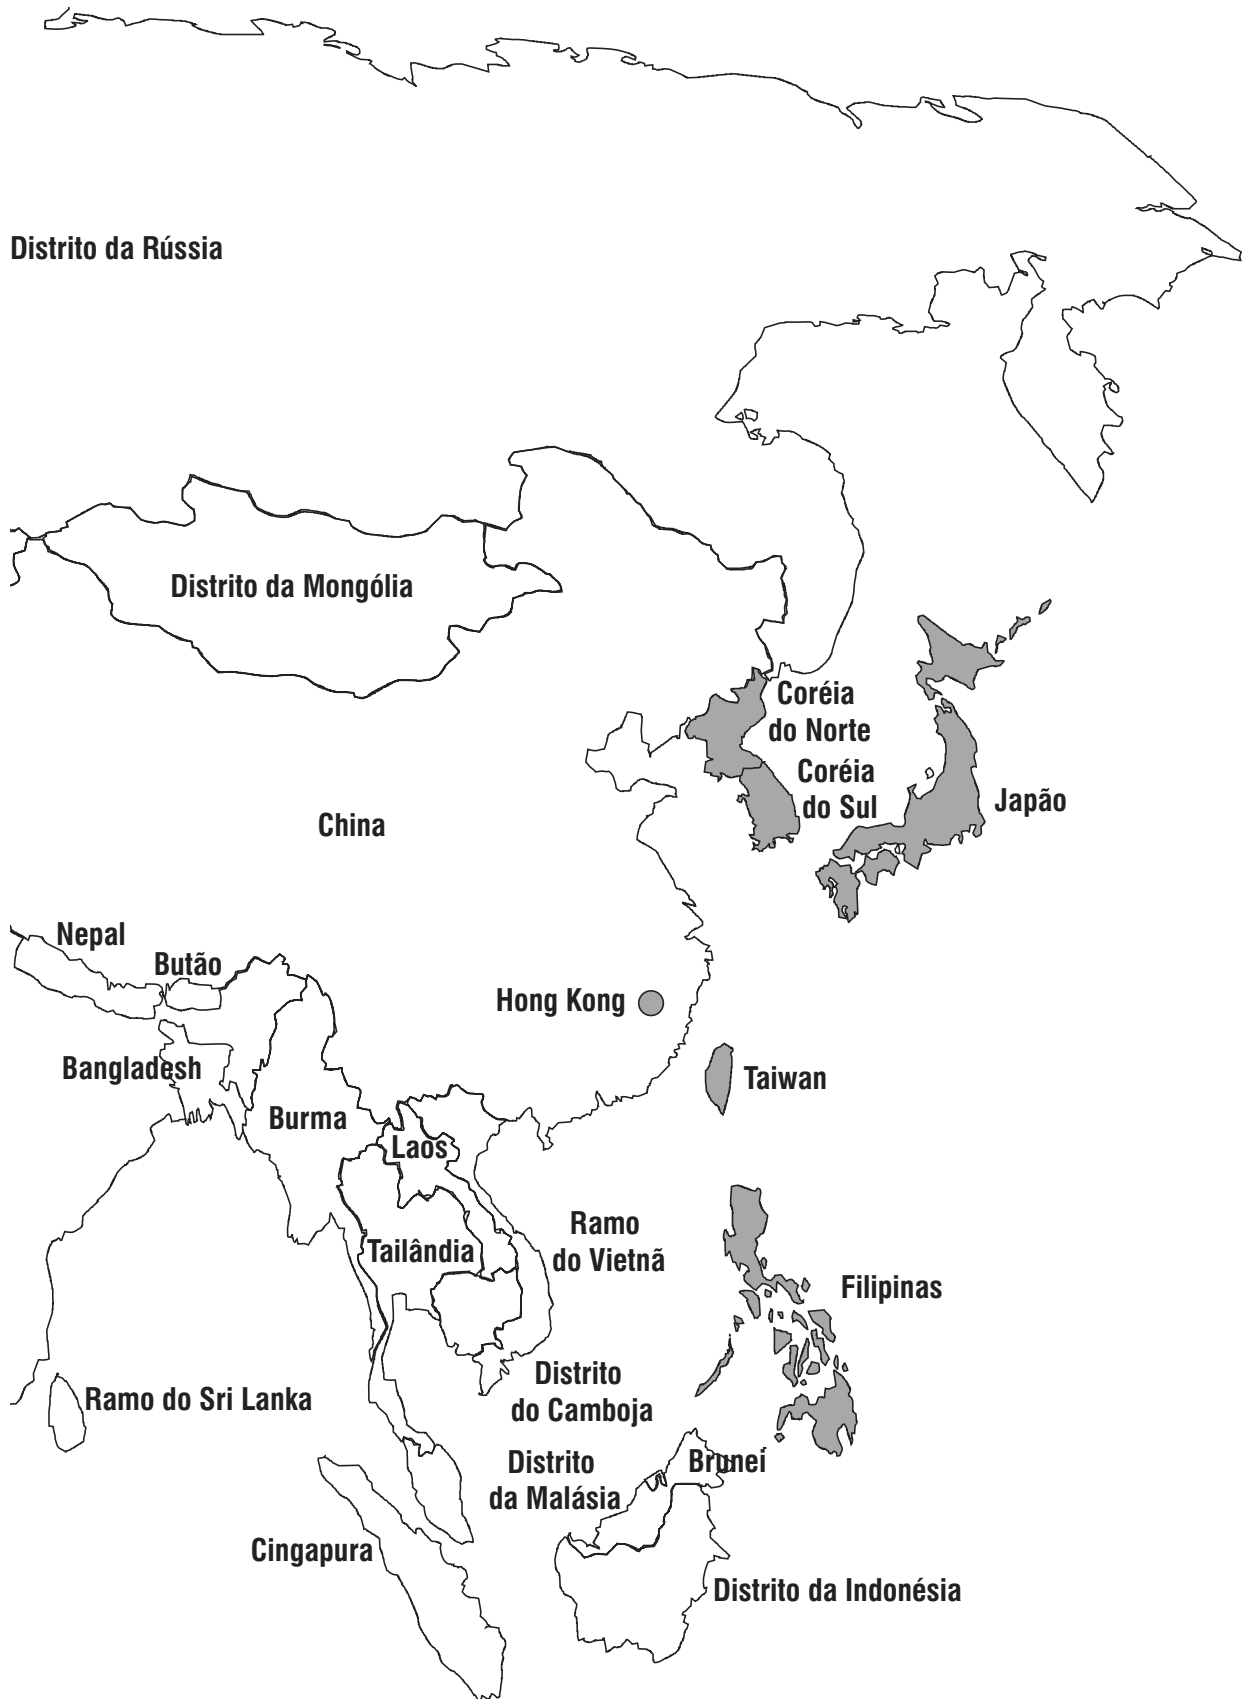 Distrito da Rússia
Distrito da Mongólia
Coréia
do Norte
Coréia
do Sul
Japão
China
Nepal
Butão
Hong Kong
Bangladesh
Taiwan
Burma
Laos
Ramo
do Vietnã
Tailândia
Filipinas
Distrito
do Camboja
Ramo do Sri Lanka
Bruneí
Distrito
da Malásia
Cingapura
Distrito da Indonésia